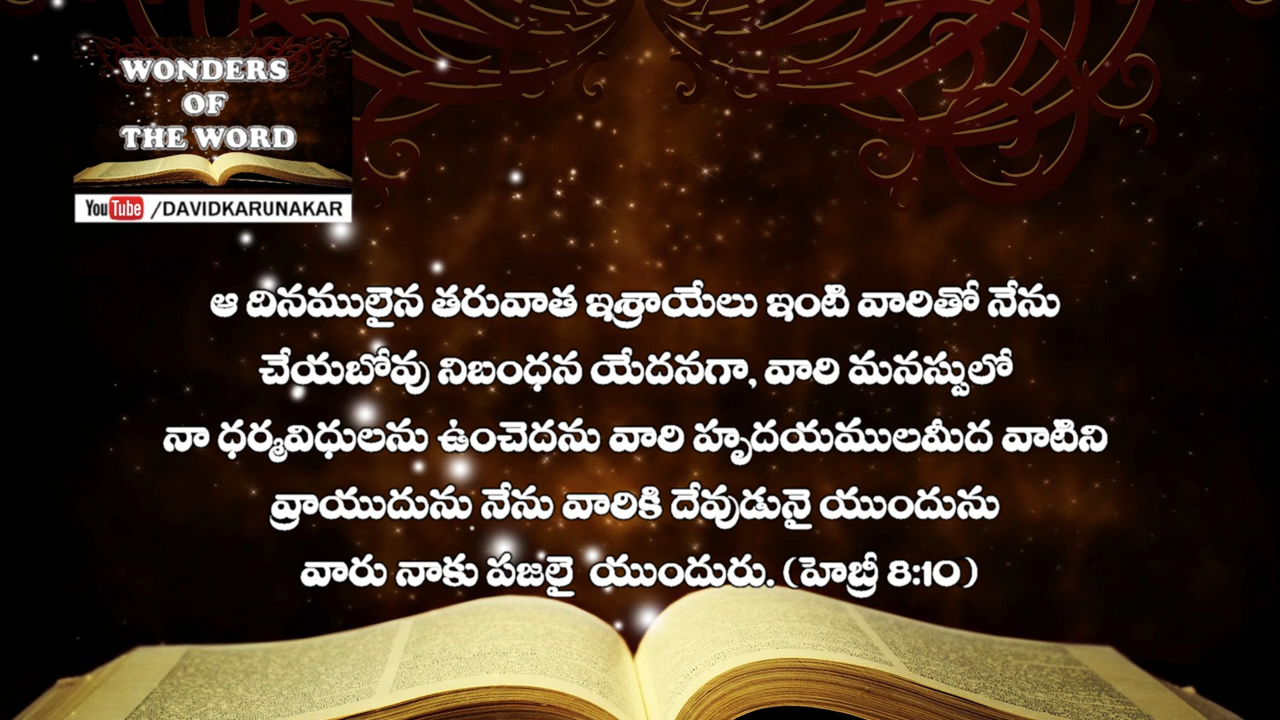 WONDERS
OF
THE WORD
YouTube /DAVIDKARUNAKAR
ఆ దినములైన తరువాత ఇశ్రాయేలు ఇంటి వారితో నేను
చేయబోవు నిబంధన యేదనగా, వారి మనస్సులో
నా ధర్మవిధులను ఉంచెదను వారి హృదయములమీద వాటిని
వ్రాయుదును నేను వారికి దేవుడునై యుందును
వారు నాకు పజలై యుందురు. (హెబ్రీ 8:10)